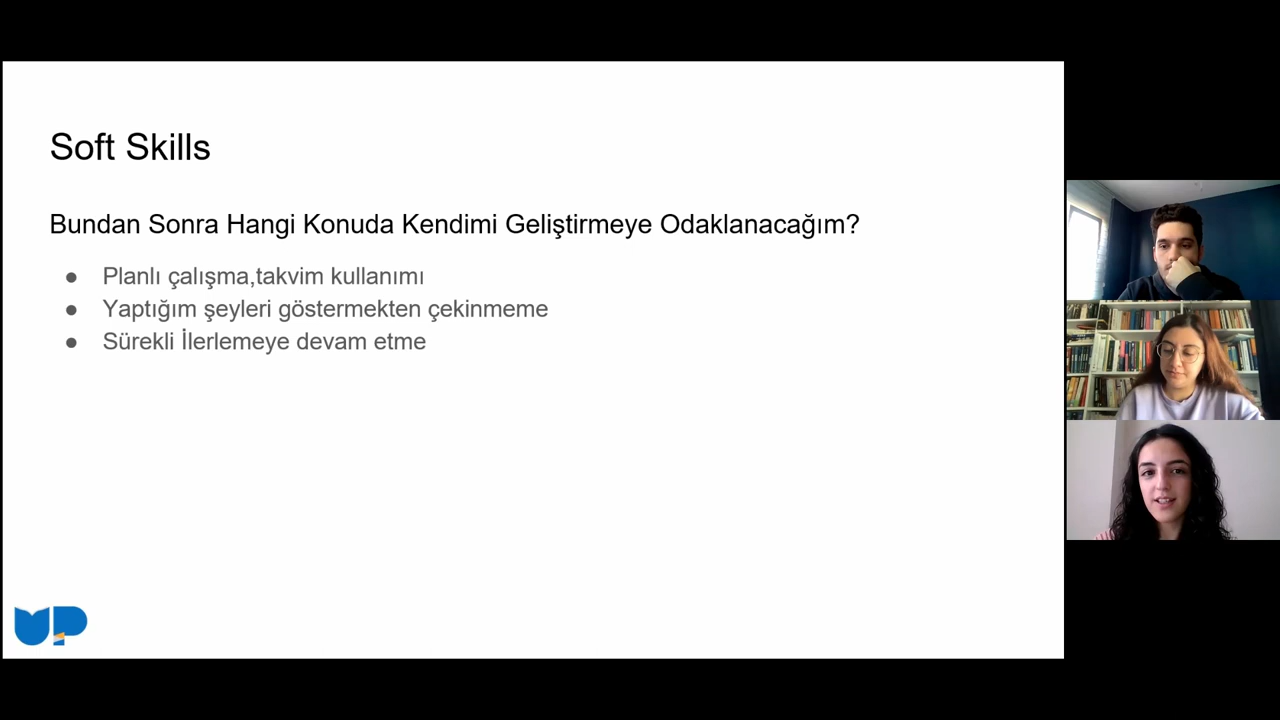 Soft Skills
Bundan Sonra Hangi Konuda Kendimi Geliştirmeye Odaklanacağım?
● Planlı çalışma,takvim kullanımı
● Yaptığım şeyleri göstermekten çekinmeme
● Sürekli İlerlemeye devam etme
UP